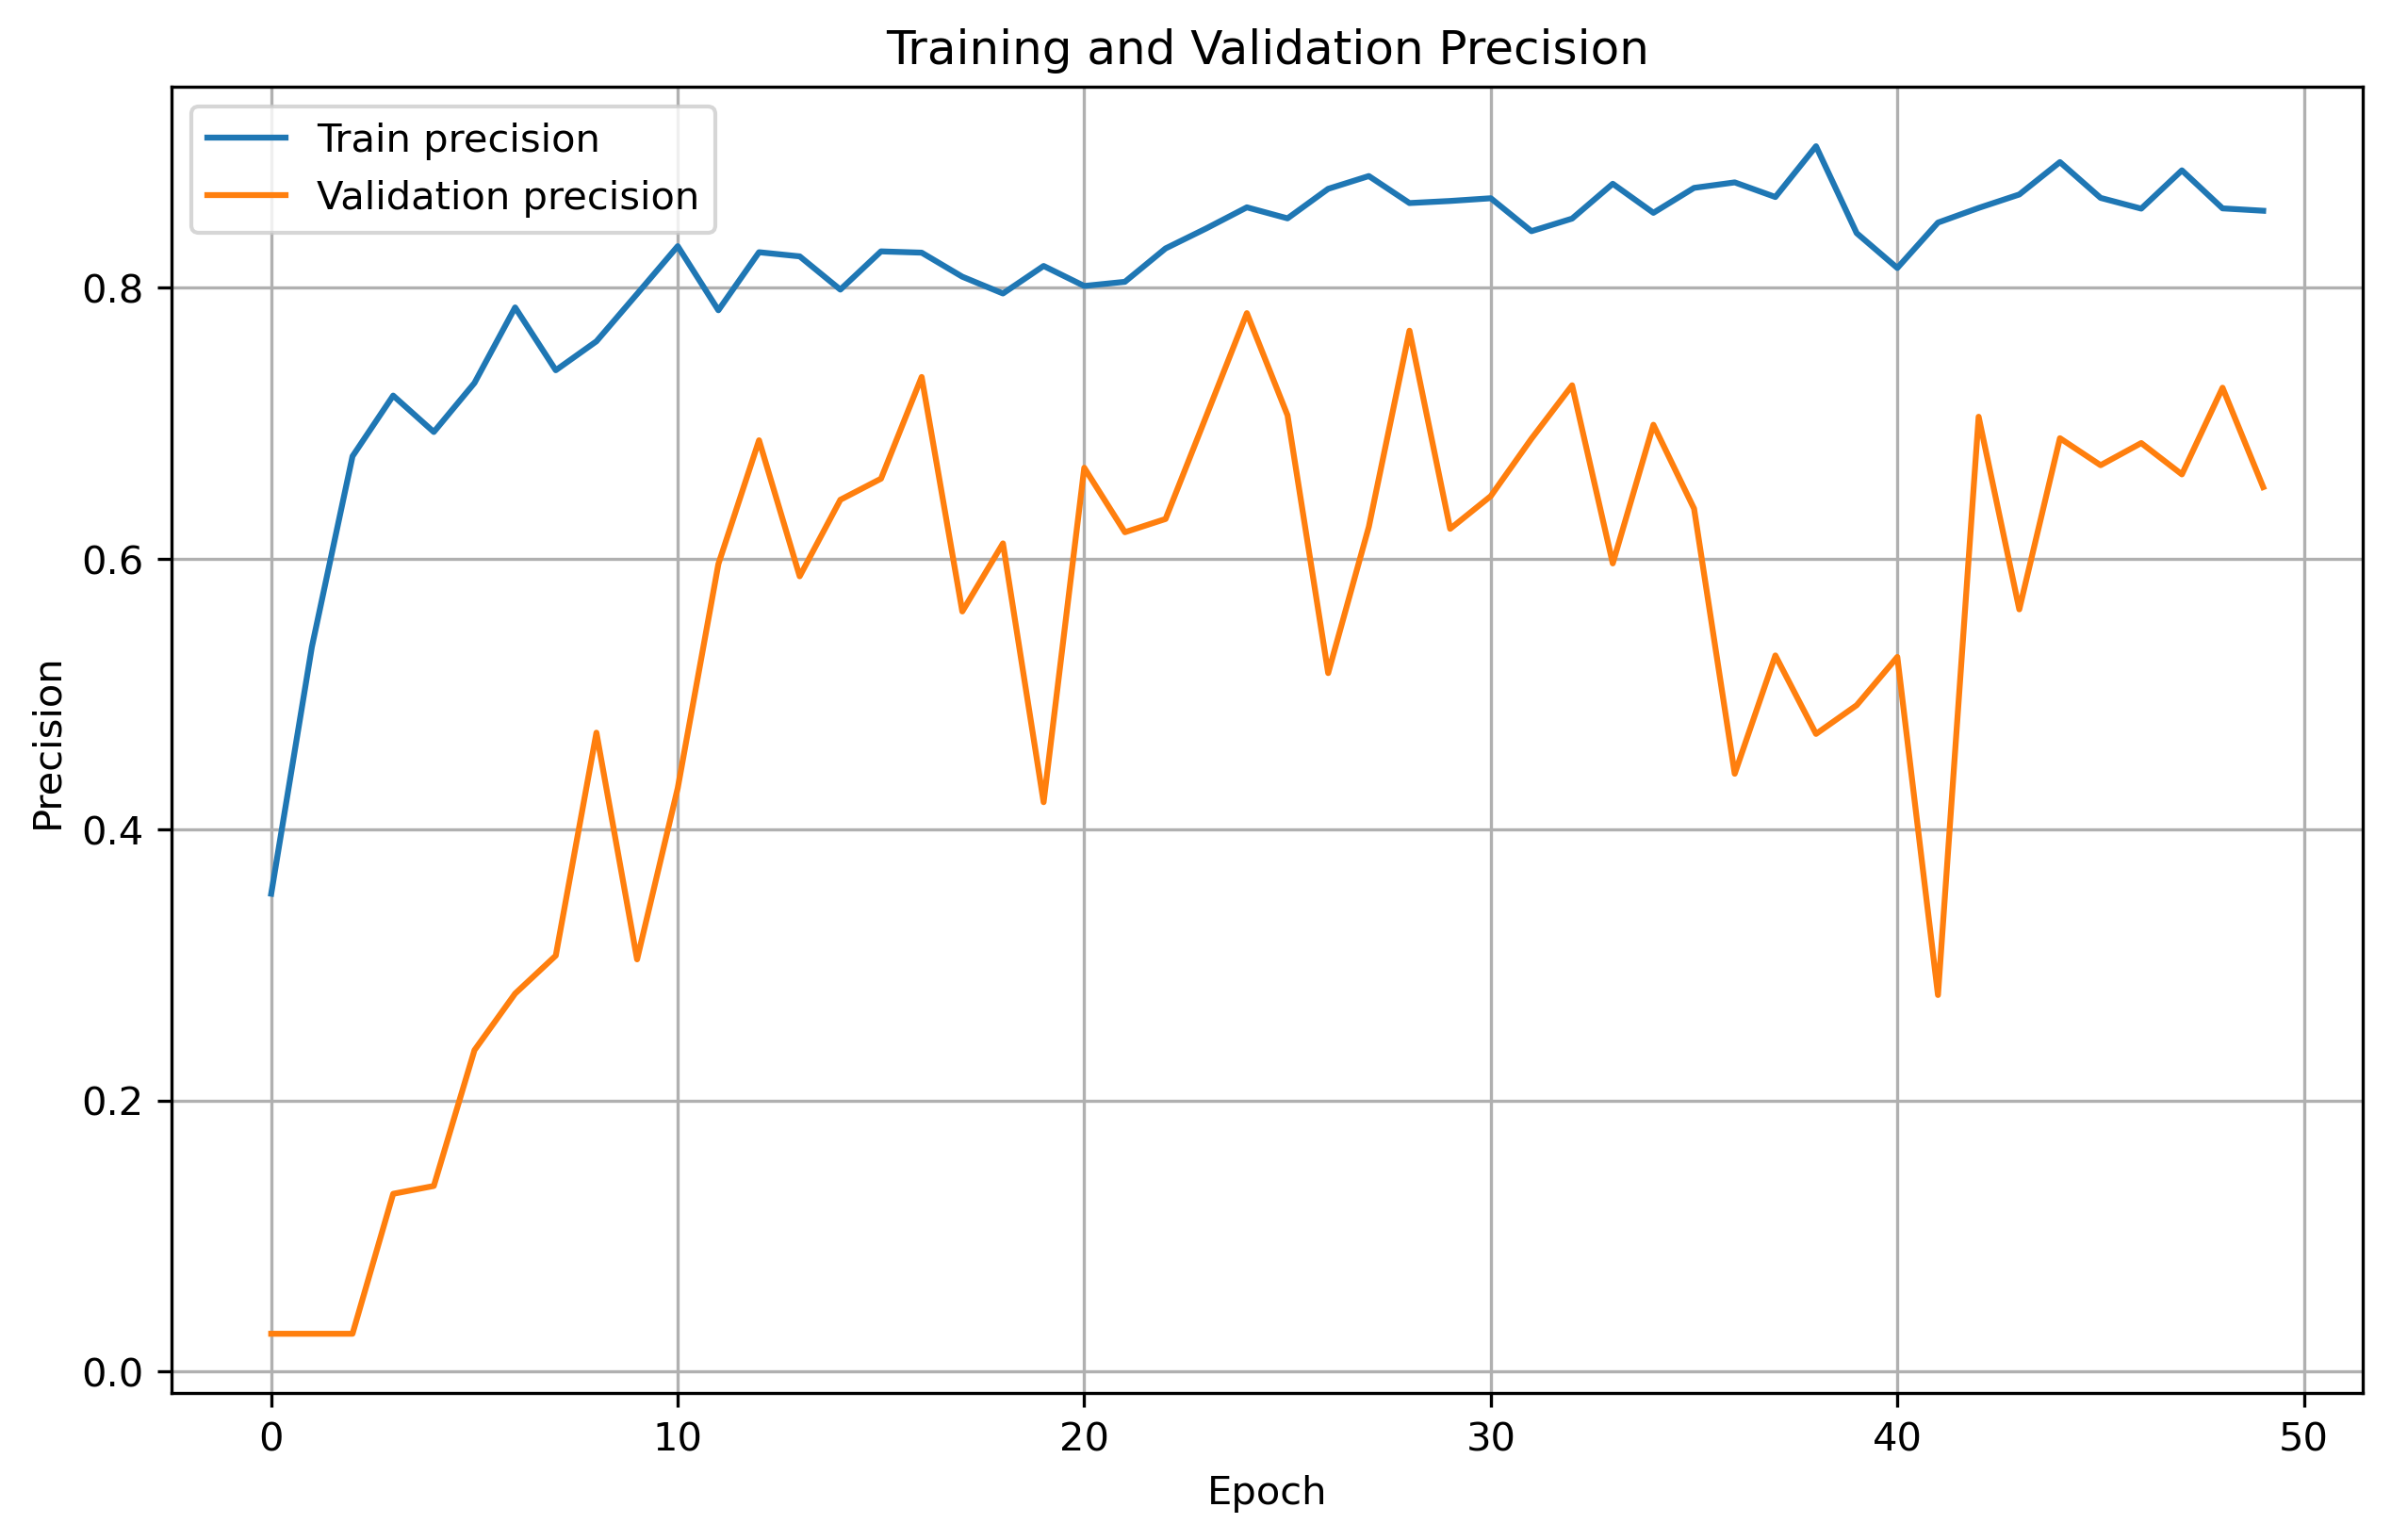 Training and Validation Precision
Train precision
Validation precision
0.8
0.6
0.4
0.2
0.0
Precision
0 10 20 30 40 50
Epoch